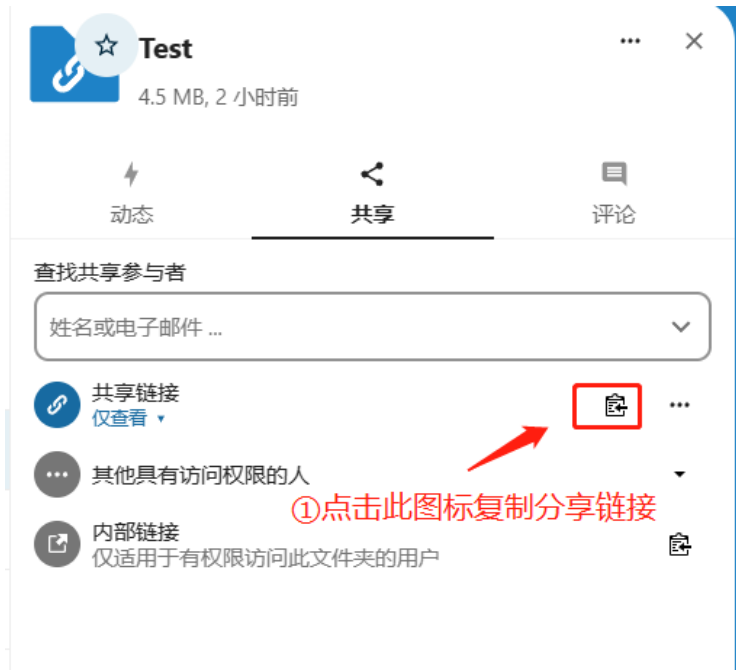 Test
4.5 MB, 2 小时前
动态
共享
评论
查找共享参与者
姓名或电子邮件 ...
共享链接
仅查看
其他具有访问权限的人
①点击此图标复制分享链接
内部链接
仅适用于有权限访问此文件夹的用户